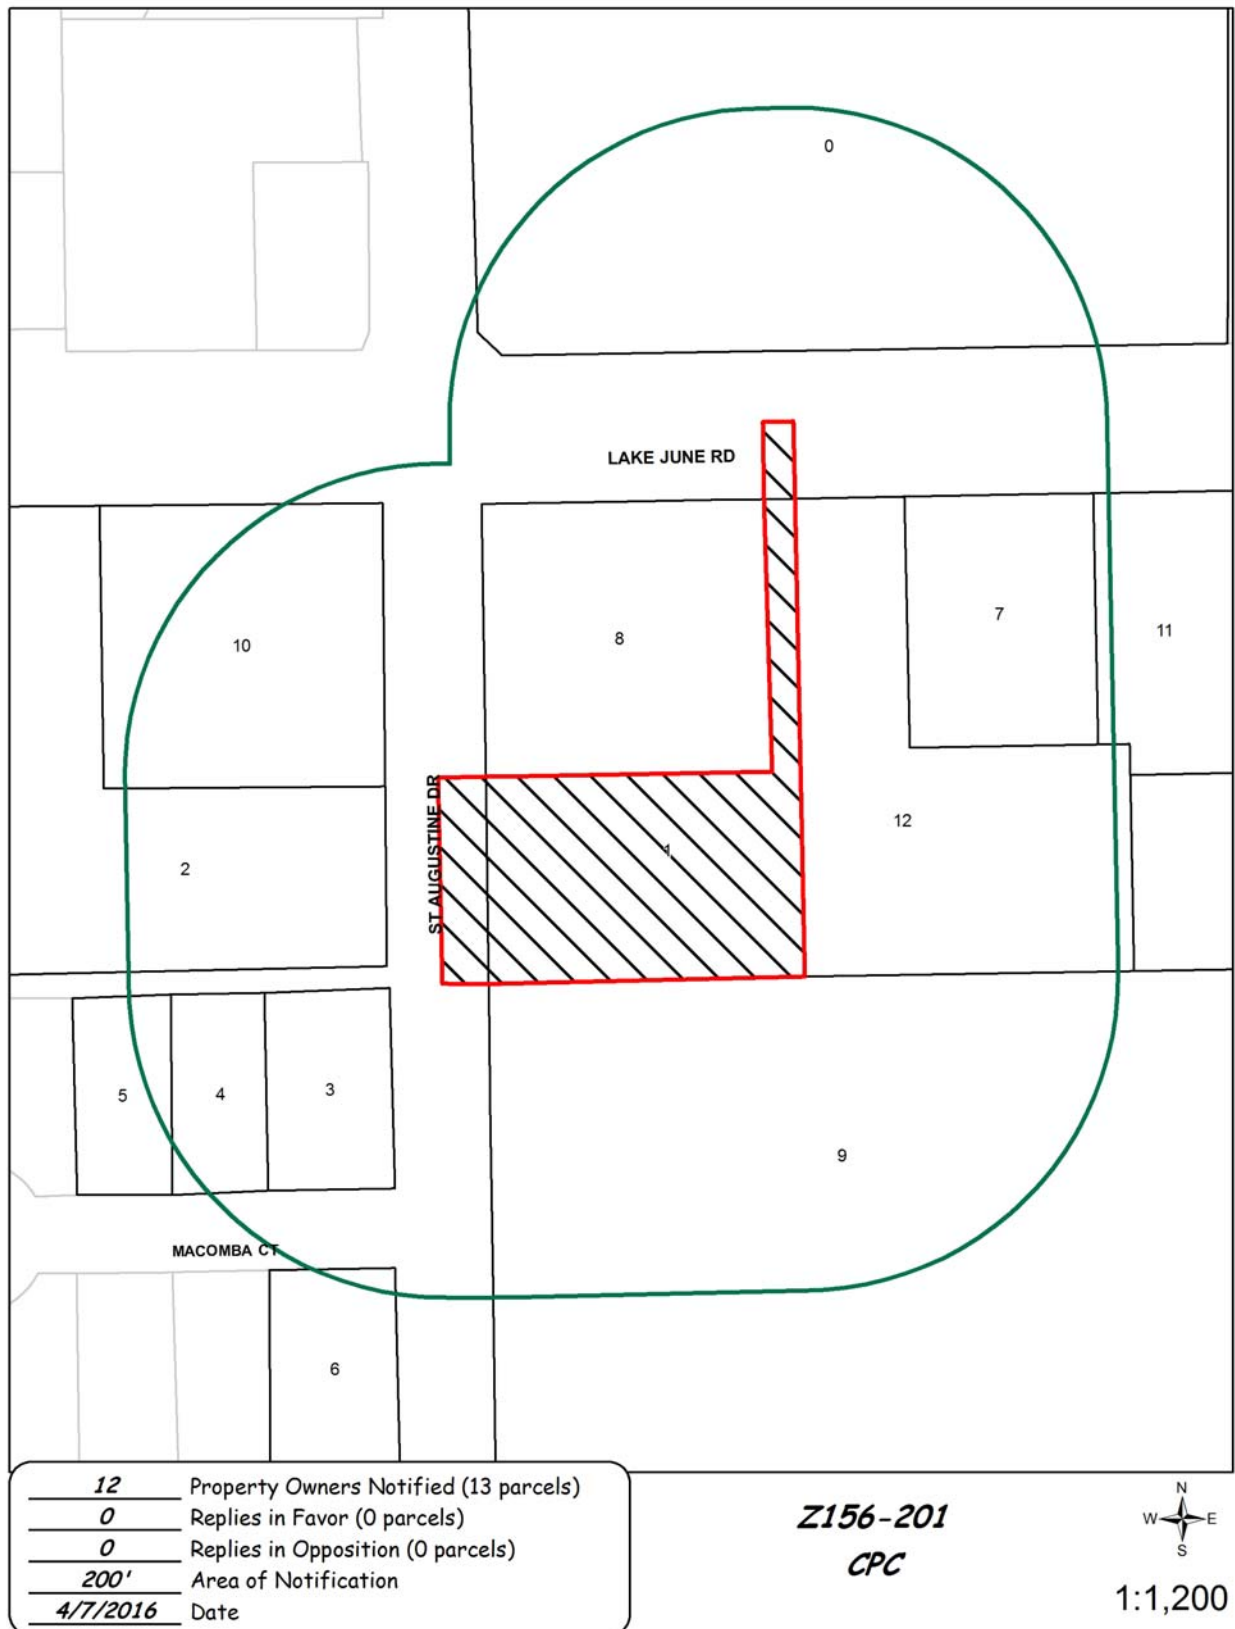 0
LAKE JUNE RD
10
8
7
11
ST AUGUSTINE DR
1
12
2
5
4
3
9
MACOMBA CT
6
12 Property Owners Notified (13 parcels)
0 Replies in Favor (0 parcels)
0 Replies in Opposition (0 parcels)
200' Area of Notification
4/7/2016 Date
Z156-201
CPC
N
W E
S
1:1,200